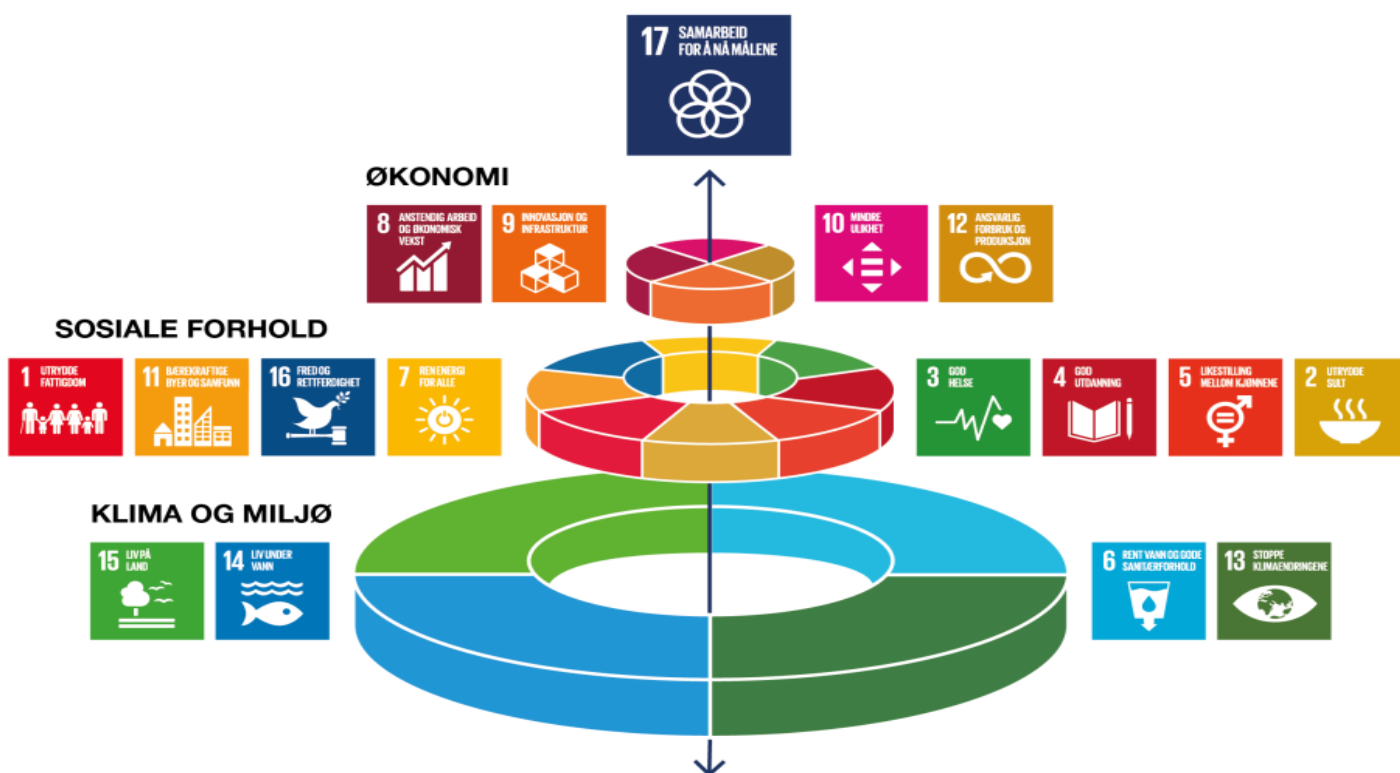 17 SAMARBEID
FOR Å NÅ MÅLENE
ØKONOMI
8 ANSTENDIG ARBEID
OG ØKONOMISK
VEKST
9 INNOVASJON OG
INFRASTRUKTUR
10 MINDRE
ULIKHET
12 ANSVARLIG
FORBRUK OG
PRODUKSJON
SOSIALE FORHOLD
1 UTRYDDE
FATTIGDOM
11 BÆREKRAFTIGE
BYER OG SAMFUNN
16 FRED OG
RETTFERDIGHET
7 REN ENERGI
FOR ALLE
3 GOD
HELSE
4 GOD
UTDANNING
5 LIKESTILLING
MELLOM KJØNNENE
2 UTRYDDE
SULT
KLIMA OG MILJØ
15 LIV PÅ
LAND
14 LIV UNDER
VANN
6 RENT VANN OG GODE
SANITÆRFORHOLD
13 STOPPE
KLIMAENDRINGENE